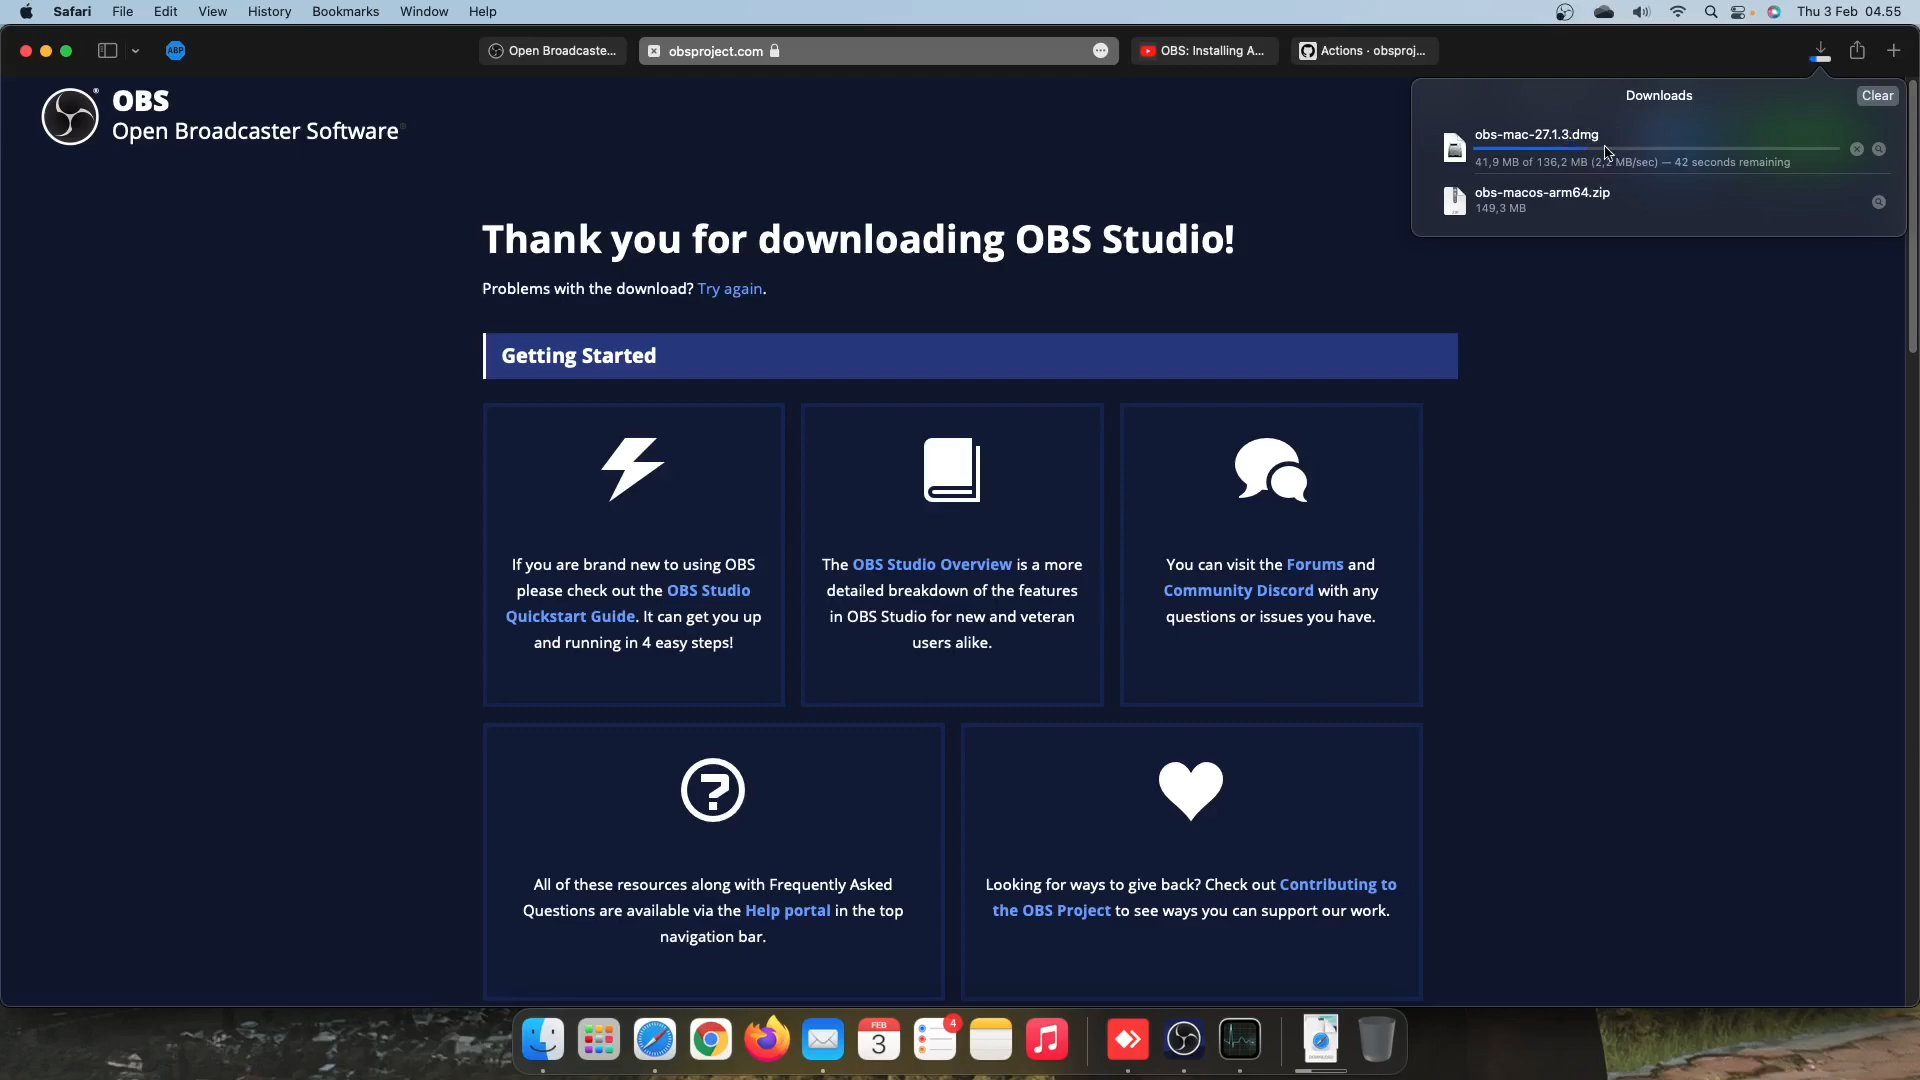 Safari File Edit View History Bookmarks Window Help Thu 3 Feb 04.55
ABP Open Broadcaste... obsproject.com OBS: Installing A... Actions · obsproj...
Downloads Clear
obs-mac-27.1.3.dmg
41,9 MB of 136,2 MB (2,2 MB/sec) — 42 seconds remaining
obs-macos-arm64.zip
149,3 MB
OBS
Open Broadcaster Software
Thank you for downloading OBS Studio!
Problems with the download? Try again.
Getting Started
If you are brand new to using OBS
please check out the OBS Studio
Quickstart Guide. It can get you up
and running in 4 easy steps!
The OBS Studio Overview is a more
detailed breakdown of the features
in OBS Studio for new and veteran
users alike.
You can visit the Forums and
Community Discord with any
questions or issues you have.
All of these resources along with Frequently Asked
Questions are available via the Help portal in the top
navigation bar.
Looking for ways to give back? Check out Contributing to
the OBS Project to see ways you can support our work.
FEB
3
4
DOWNLOAD